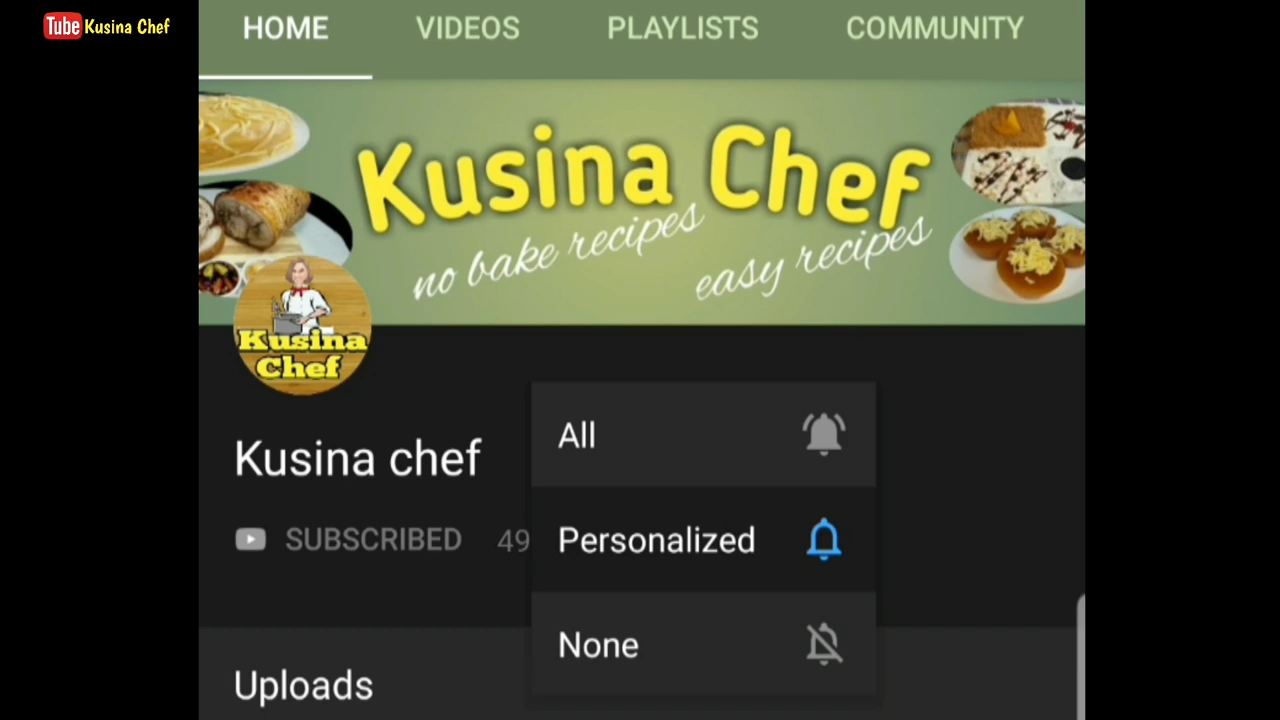 Tube Kusina Chef
HOME VIDEOS PLAYLISTS COMMUNITY
Kusina Chef
no bake recipes
easy recipes
Kusina
Chef
Kusina chef
SUBSCRIBED 49
All
Personalized
None
Uploads